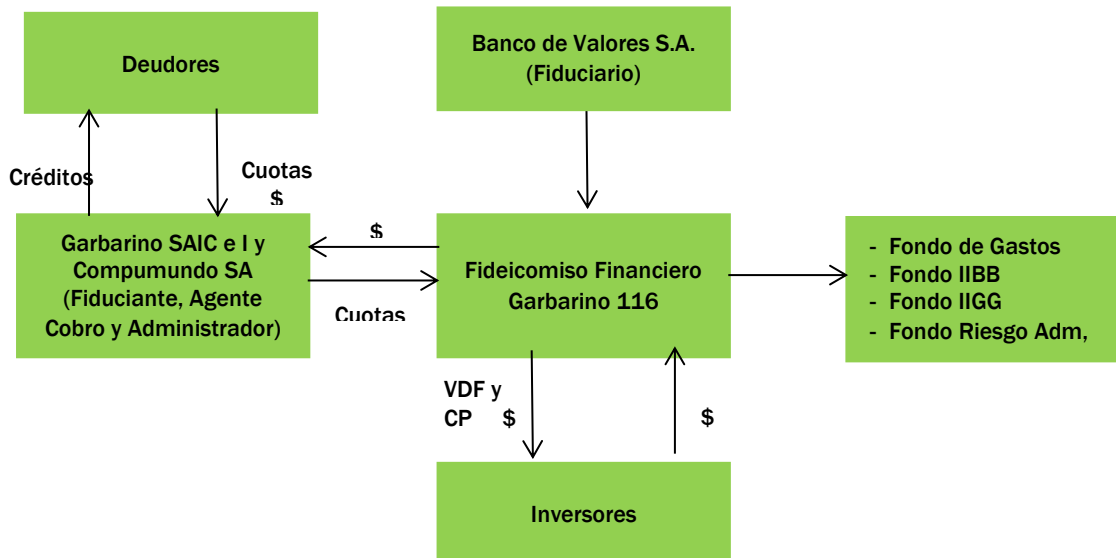 Deudores
Banco de Valores S.A.
(Fiduciario)
Créditos
Cuotas
$
Garbarino SAIC e I y
Compumundo SA
(Fiduciante, Agente
Cobro y Administrador)
$
Cuotas
Fideicomiso Financiero
Garbarino 116
- Fondo de Gastos
- Fondo IIBB
- Fondo IIGG
- Fondo Riesgo Adm,
VDF y
CP $
$
Inversores